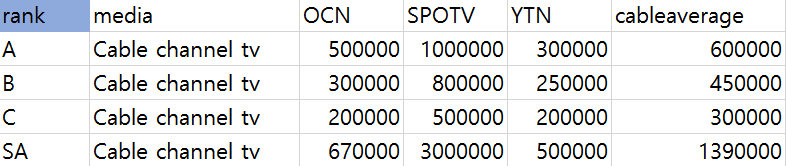 rank media OCN SPOTV YTN cableaverage
A Cable channel tv 500000 1000000 300000 600000
B Cable channel tv 300000 800000 250000 450000
C Cable channel tv 200000 500000 200000 300000
SA Cable channel tv 670000 3000000 500000 1390000